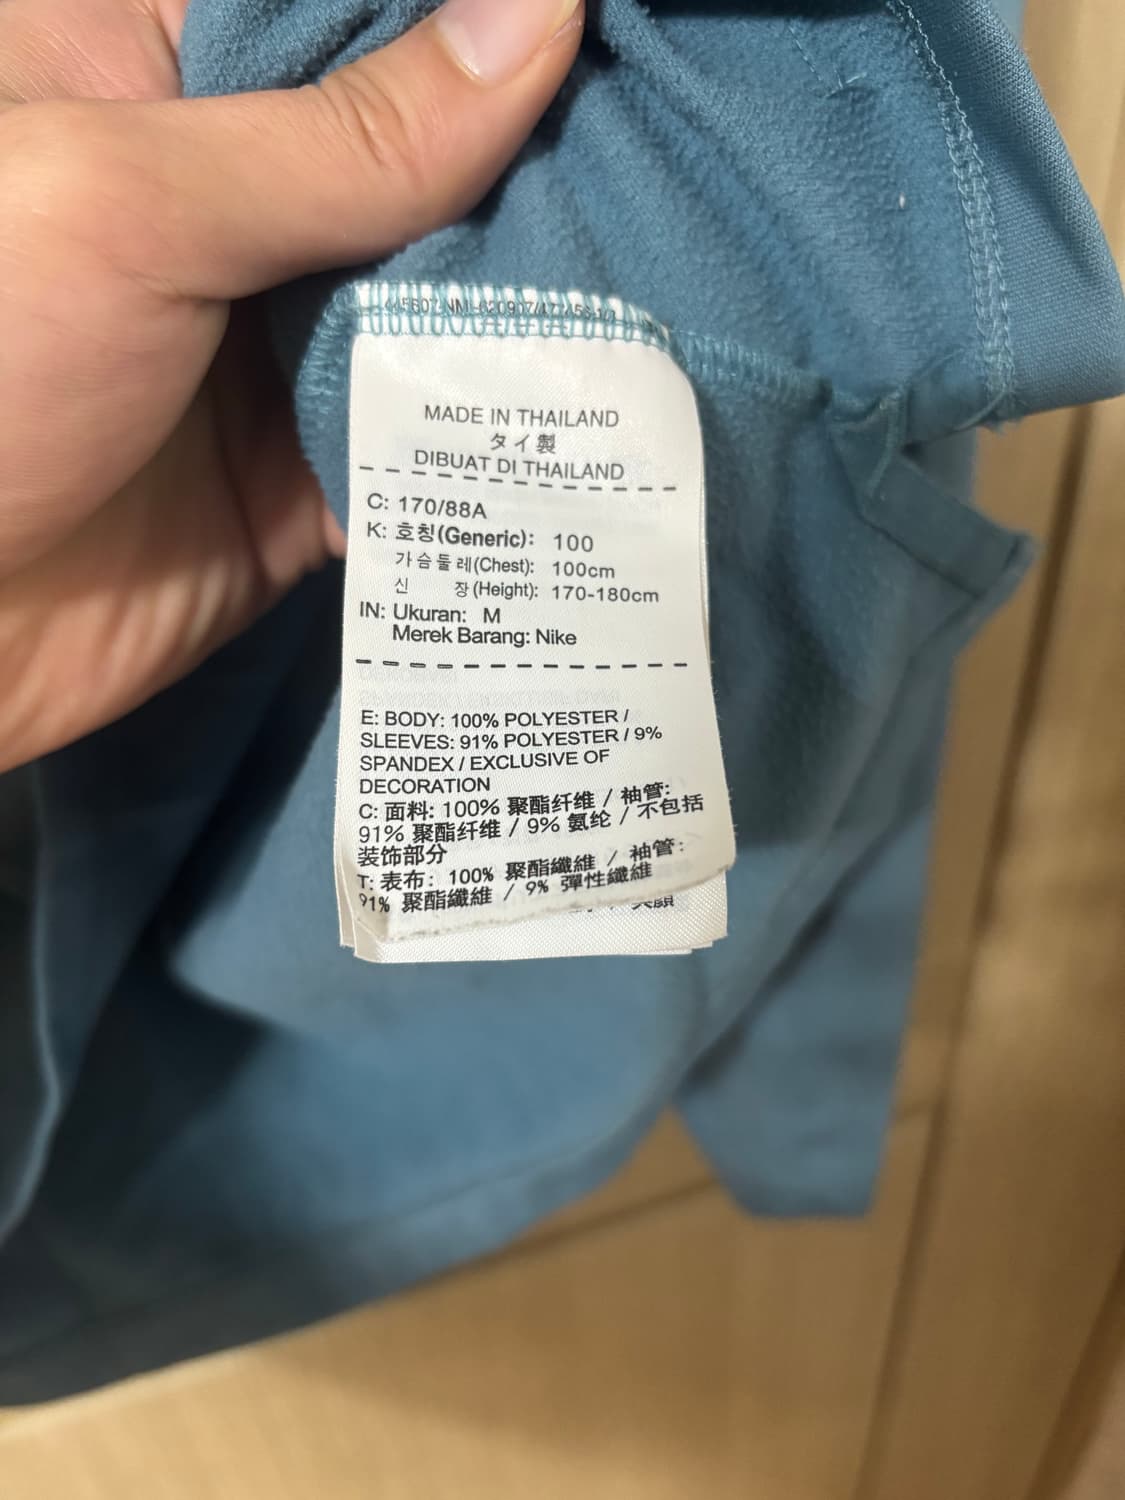 MADE IN THAILAND
タイ製
DIBUAT DI THAILAND
C: 170/88A
K: 호칭(Generic): 100
가슴둘레(Chest): 100cm
신 장(Height): 170-180cm
IN: Ukuran: M
Merek Barang: Nike
E: BODY: 100% POLYESTER /
SLEEVES: 91% POLYESTER / 9%
SPANDEX / EXCLUSIVE OF
DECORATION
C: 面料: 100% 聚酯纤维 / 袖管:
91% 聚酯纤维 / 9% 氨纶 / 不包括
装饰部分
T: 表布: 100% 聚酯纖維 / 袖管:
91% 聚酯纖維 / 9% 彈性纖維